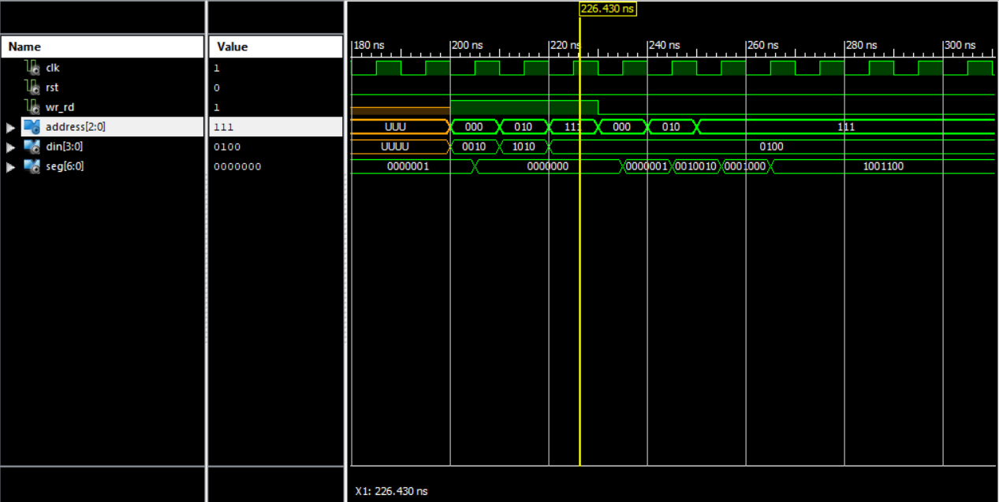 226.430 ns
Name Value 180 ns 200 ns 220 ns 240 ns 260 ns 280 ns 300 ns
clk 1
rst 0
wr_rd 1
address[2:0] 111 UUU 000 010 111 000 010 111
din[3:0] 0100 UUUU 0010 1010 0100
seg[6:0] 0000000 0000001 0000000 0000001 0010010 0001000 1001100
X1: 226.430 ns